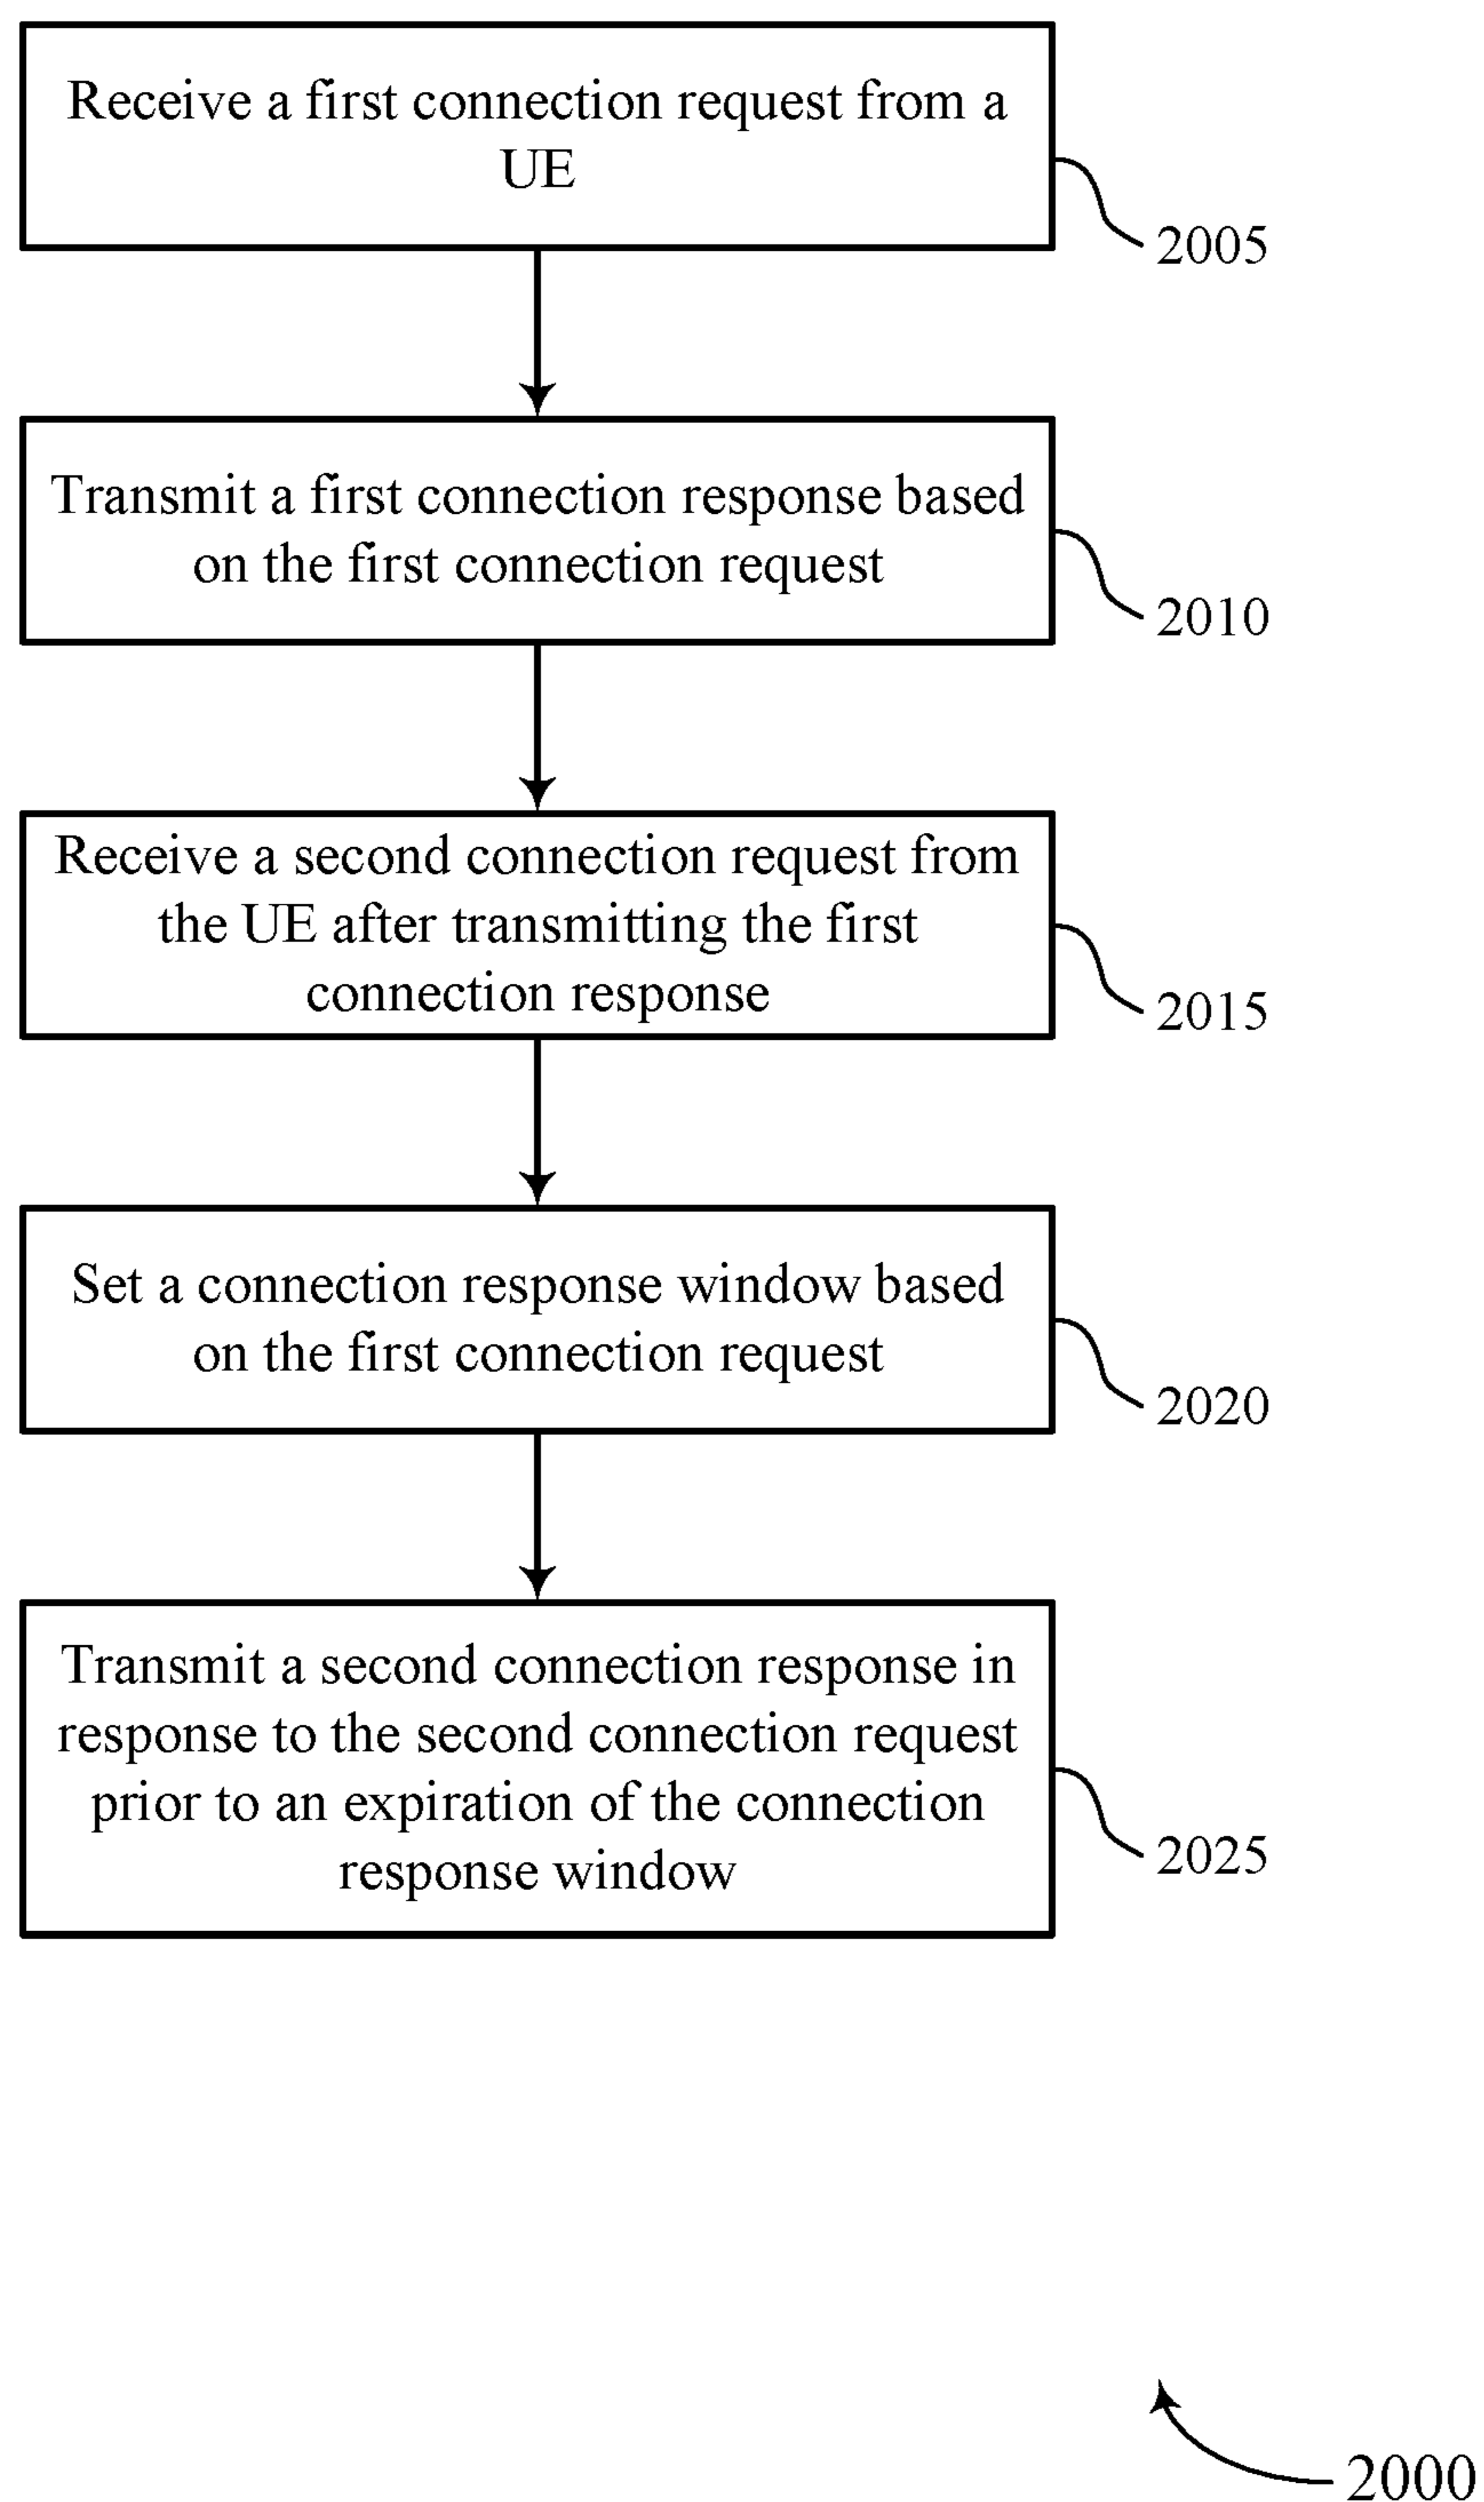 Receive a first connection request from a
UE
2005
Transmit a first connection response based
on the first connection request
2010
Receive a second connection request from
the UE after transmitting the first
connection response
2015
Set a connection response window based
on the first connection request
2020
Transmit a second connection response in
response to the second connection request
prior to an expiration of the connection
response window
2025
2000